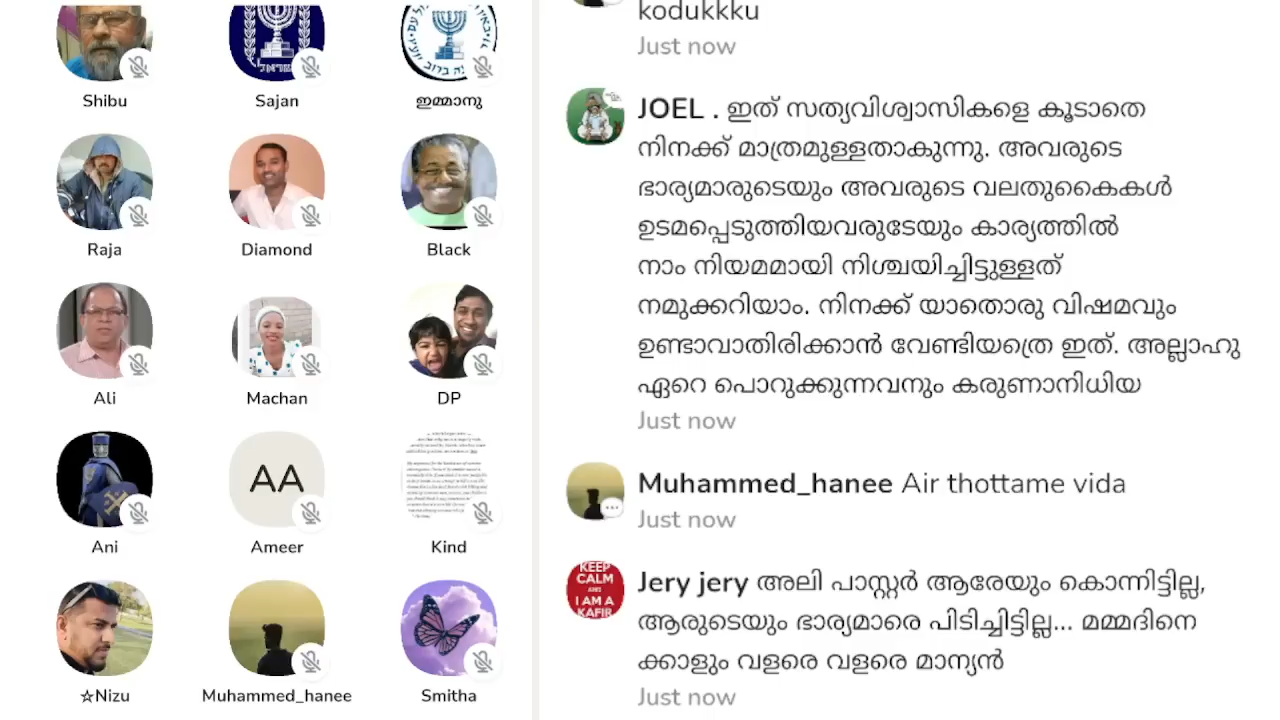 Shibu
Sajan
ഇമ്മാനു
Raja
Diamond
Black
Ali
Machan
DP
Ani
AA
Ameer
Kind
☆Nizu
Muhammed_hanee
Smitha
kodukkku
Just now
JOEL . ഇത് സത്യവിശ്വാസികളെ കൂടാതെ
നിനക്ക് മാത്രമുള്ളതാകുന്നു. അവരുടെ
ഭാര്യമാരുടെയും അവരുടെ വലതുകൈകൾ
ഉടമപ്പെടുത്തിയവരുടേയും കാര്യത്തിൽ
നാം നിയമമായി നിശ്ചയിച്ചിട്ടുള്ളത്
നമുക്കറിയാം. നിനക്ക് യാതൊരു വിഷമവും
ഉണ്ടാവാതിരിക്കാൻ വേണ്ടിയത്രെ ഇത്. അല്ലാഹു
ഏറെ പൊറുക്കുന്നവനും കരുണാനിധിയ
Just now
Muhammed_hanee Air thottame vida
Just now
KEEP
CALM
AND
I AM A
KAFIR
Jery jery അലി പാസ്റ്റർ ആരേയും കൊന്നിട്ടില്ല,
ആരുടെയും ഭാര്യമാരെ പിടിച്ചിട്ടില്ല... മമ്മദിനെ
ക്കാളും വളരെ വളരെ മാന്യൻ
Just now